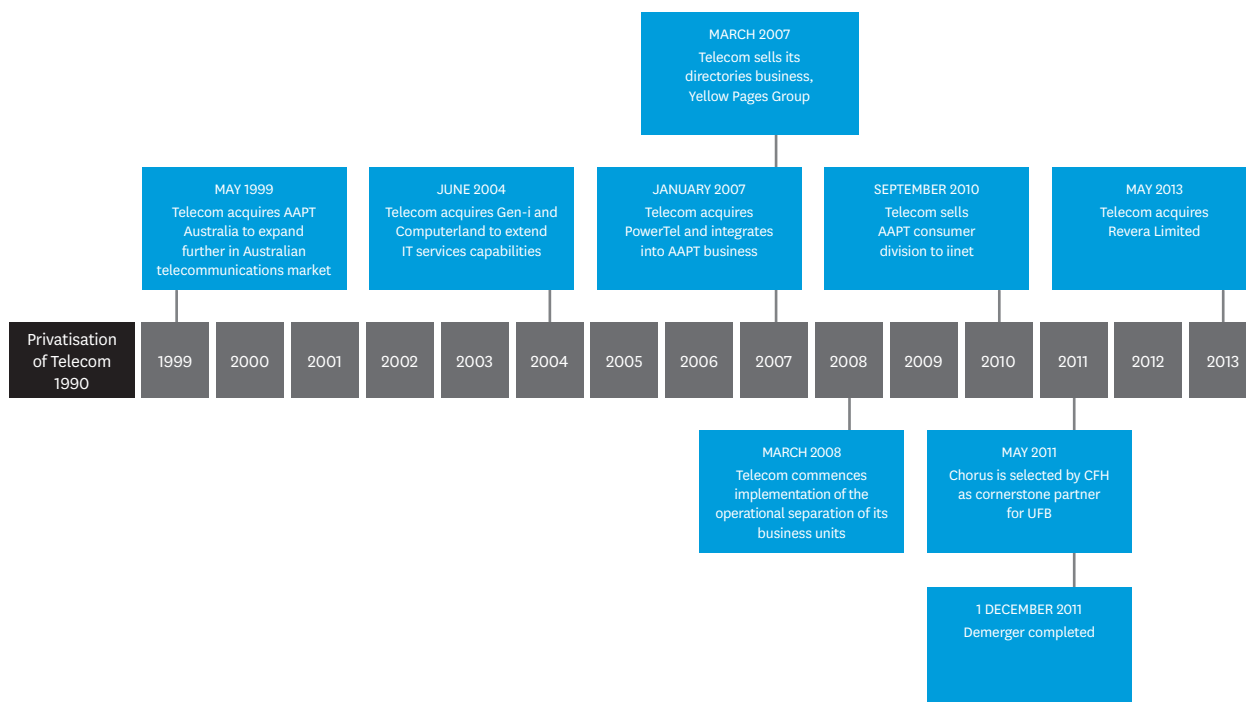 MARCH 2007
Telecom sells its
directories business,
Yellow Pages Group
MAY 1999
Telecom acquires AAPT
Australia to expand
further in Australian
telecommunications market
JUNE 2004
Telecom acquires Gen-i and
Computerland to extend
IT services capabilities
JANUARY 2007
Telecom acquires
PowerTel and integrates
into AAPT business
SEPTEMBER 2010
Telecom sells
AAPT consumer
division to iinet
MAY 2013
Telecom acquires
Revera Limited
Privatisation
of Telecom
1990
1999
2000
2001
2002
2003
2004
2005
2006
2007
2008
2009
2010
2011
2012
2013
MARCH 2008
Telecom commences
implementation of the
operational separation of its
business units
MAY 2011
Chorus is selected by CFH
as cornerstone partner
for UFB
1 DECEMBER 2011
Demerger completed